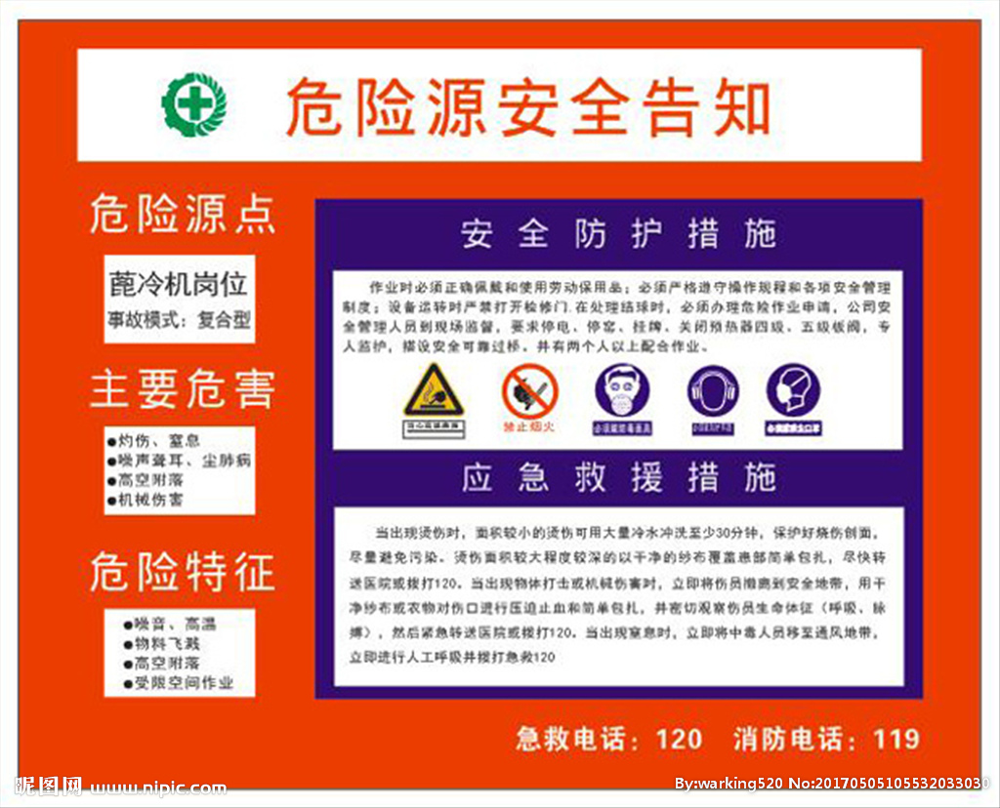 危险源安全告知
危险源点
蓖冷机岗位
事故模式：复合型
主要危害
●灼伤、窒息
●噪声聋耳、尘肺病
●高空附落
●机械伤害
危险特征
●噪音、高温
●物料飞溅
●高空附落
●受限空间作业
安全防护措施
作业时必须正确佩戴和使用劳动保用品；必须严格遵守操作规程和各项安全管理
制度；设备运转时严禁打开检修门.在处理结球时，必须办理危险作业申请，公司安
全管理人员到现场监督，要求停电、停窑、挂牌、关闭预热器四级、五级板阀，专
人监护，搭设安全可靠过桥。并有两个人以上配合作业。
禁止烟火
必须戴防毒面具
应急救援措施
当出现烫伤时，面积较小的烫伤可用大量冷水冲洗至少30分钟，保护好烧伤创面，
尽量避免污染。烫伤面积较大程度较深的以干净的纱布覆盖患部简单包扎，尽快转
送医院或拨打120。当出现物体打击或机械伤害时，立即将伤员搬离到安全地带，用干
净纱布或衣物对伤口进行压迫止血和简单包扎，并密切观察伤员生命体征（呼吸、脉
搏），然后紧急转送医院或拨打120。当出现窒息时，立即将中毒人员移至通风地带，
立即进行人工呼吸并拨打急救120
急救电话：120 消防电话：119
昵图网 www.nipic.com
By:warking520 No:20170505105532033030